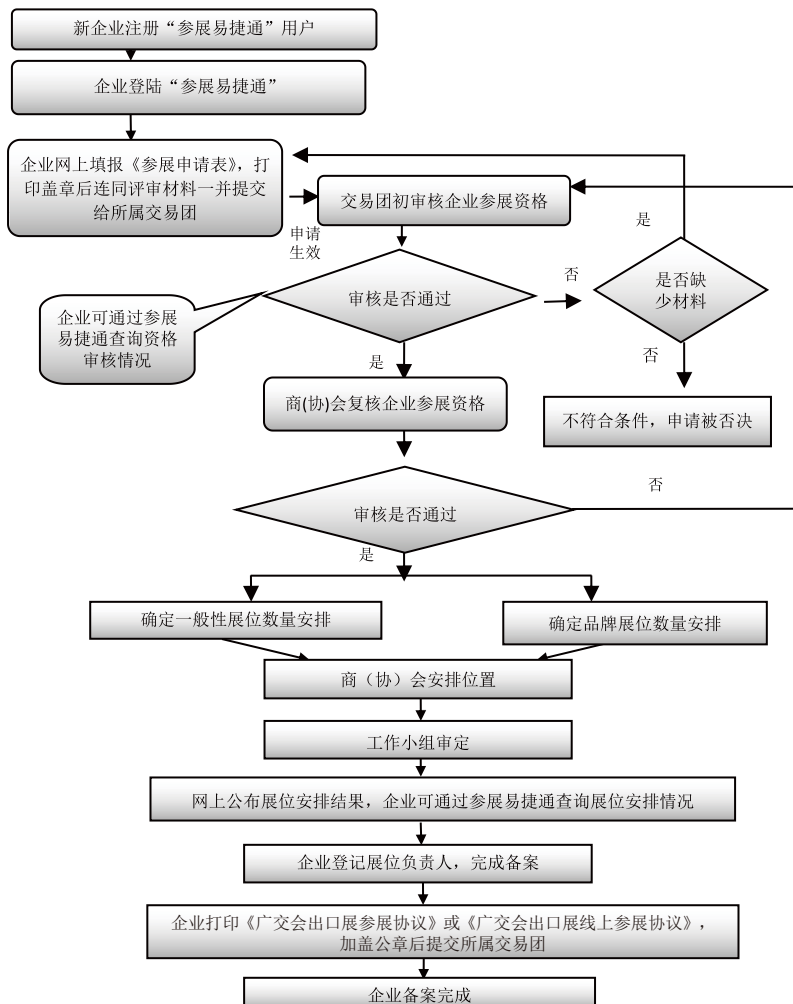 新企业注册“参展易捷通”用户
企业登陆“参展易捷通”
企业网上填报《参展申请表》，打
印盖章后连同评审材料一并提交
给所属交易团
申请
生效
交易团初审核企业参展资格
是
审核是否通过
否
是否缺
少材料
企业可通过参展
易捷通查询资格
审核情况
是
否
商(协)会复核企业参展资格
不符合条件，申请被否决
审核是否通过
否
是
确定一般性展位数量安排
确定品牌展位数量安排
商（协）会安排位置
工作小组审定
网上公布展位安排结果，企业可通过参展易捷通查询展位安排情况
企业登记展位负责人，完成备案
企业打印《广交会出口展参展协议》或《广交会出口展线上参展协议》，
加盖公章后提交所属交易团
企业备案完成